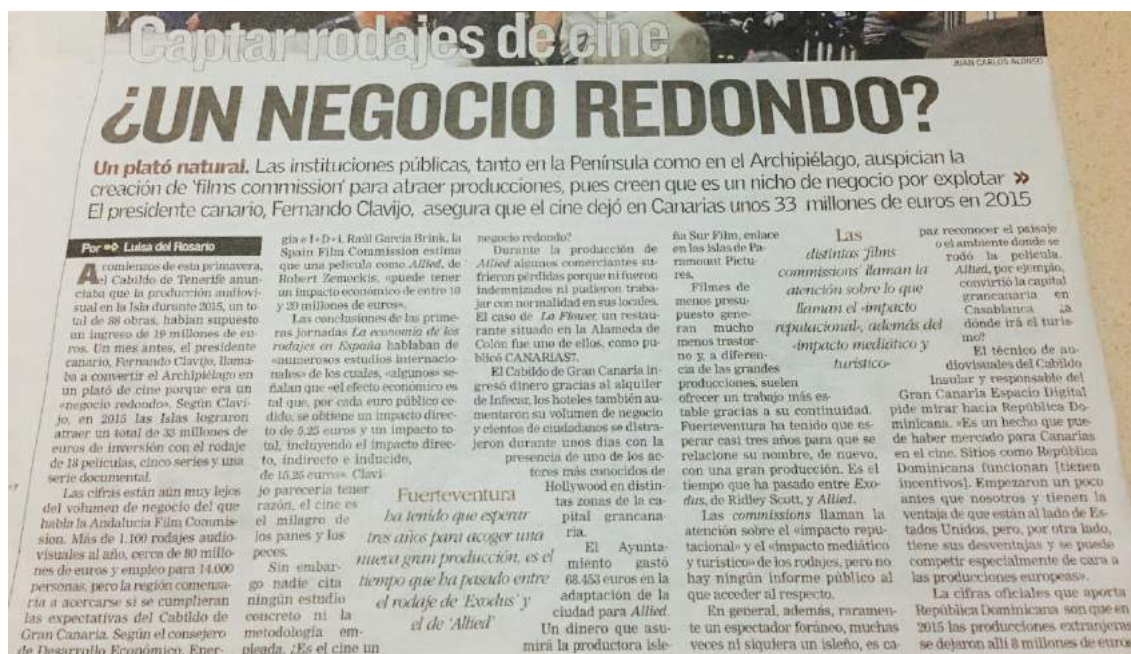 Captar rodajes de cine
JUAN CARLOS ALONSO
¿UN NEGOCIO REDONDO?
Un plató natural. Las instituciones públicas, tanto en la Península como en el Archipiélago, auspician la
creación de 'films commission' para atraer producciones, pues creen que es un nicho de negocio por explotar »
El presidente canario, Fernando Clavijo, asegura que el cine dejó en Canarias unos 33 millones de euros en 2015
Por Luisa del Rosario
A comienzos de esta primavera,
el Cabildo de Tenerife anun-
ciaba que la producción audiovi-
sual en la Isla durante 2015, un to-
tal de 88 obras, habían supuesto
un ingreso de 19 millones de eu-
ros. Un mes antes, el presidente
canario, Fernando Clavijo, llama-
ba a convertir el Archipiélago en
un plató de cine porque era un
«negocio redondo». Según Clavi-
jo, en 2015 las Islas lograron
atraer un total de 33 millones de
euros de inversión con el rodaje
de 18 películas, cinco series y una
serie documental.
Las cifras están aún muy lejos
del volumen de negocio del que
habla la Andalucía Film Commis-
sion. Más de 1.100 rodajes audio-
visuales al año, cerca de 80 millo-
nes de euros y empleo para 14.000
personas, pero la región comenza-
ría a acercarse si se cumplieran
las expectativas del Cabildo de
Gran Canaria. Según el consejero
de Desarrollo Económico, Ener-
gía e I+D+i, Raúl García Brink, la
Spain Film Commission estima
que una película como Allied, de
Robert Zemeckis, «puede tener
un impacto económico de entre 10
y 20 millones de euros».
Las conclusiones de las prime-
ras jornadas La economía de los
rodajes en España hablaban de
«numerosos estudios internacio-
nales» de los cuales, «algunos» se-
ñalan que «el efecto económico es
tal que, por cada euro público ce-
dido, se obtiene un impacto direc-
to de 5,25 euros y un impacto to-
tal, incluyendo el impacto direc-
to, indirecto e inducido,
de 15,25 euros». Clavi-
jo parecería tener
razón, el cine es
el milagro de
los panes y los
peces.
Sin embar-
go nadie cita
ningún estudio
concreto ni la
metodología em-
pleada. ¿Es el cine un
Fuerteventura
ha tenido que esperar
tres años para acoger una
nueva gran producción, es el
tiempo que ha pasado entre
el rodaje de 'Exodus' y
el de 'Allied'
negocio redondo?
Durante la producción de
Allied algunos comerciantes su-
frieron pérdidas porque ni fueron
indemnizados ni pudieron traba-
jar con normalidad en sus locales.
El caso de La Flower, un restau-
rante situado en la Alameda de
Colón fue uno de ellos, como pu-
blicó CANARIAS7.
El Cabildo de Gran Canaria in-
gresó dinero gracias al alquiler
de Infecar, los hoteles también au-
mentaron su volumen de negocio
y cientos de ciudadanos se distra-
jeron durante unos días con la
presencia de uno de los ac-
tores más conocidos de
Hollywood en distin-
tas zonas de la ca-
pital grancana-
ria.
El Ayunta-
miento gastó
68.453 euros en la
adaptación de la
ciudad para Allied.
Un dinero que asu-
mirá la productora isle-
ña Sur Film, enlace
en las islas de Pa-
ramount Pictu-
res.
Filmes de
menos presu-
puesto gene-
ran mucho
menos trastor-
no y, a diferen-
cia de las grandes
producciones, suelen
ofrecer un trabajo más es-
table gracias a su continuidad.
Fuerteventura ha tenido que es-
perar casi tres años para que se
relacione su nombre, de nuevo,
con una gran producción. Es el
tiempo que ha pasado entre Exo-
dus, de Ridley Scott, y Allied.
Las commissions llaman la
atención sobre el «impacto repu-
tacional» y el «impacto mediático
y turístico» de los rodajes, pero no
hay ningún informe público al
que acceder al respecto.
En general, además, raramen-
te un espectador foráneo, muchas
veces ni siquiera un isleño, es ca-
Las
distintas 'films
commissions' llaman la
atención sobre lo que
llaman el «impacto
reputacional», además del
«impacto mediático y
turístico»
paz reconocer el paisaje
o el ambiente donde se
rodó la película.
Allied, por ejemplo,
convirtió la capital
grancanaria en
Casablanca ¿a
dónde irá el turis-
mo?
El técnico de au-
diovisuales del Cabildo
Insular y responsable del
Gran Canaria Espacio Digital
pide mirar hacia República Do-
minicana. «Es un hecho que pue-
de haber mercado para Canarias
en el cine. Sitios como República
Dominicana funcionan [tienen
incentivos]. Empezaron un poco
antes que nosotros y tienen la
ventaja de que están al lado de Es-
tados Unidos, pero, por otra lado,
tiene sus desventajas y se puede
competir especialmente de cara a
las producciones europeas».
La cifras oficiales que aporta
República Dominicana son que en
2015 las producciones extranjeras
se dejaron allí 8 millones de euros